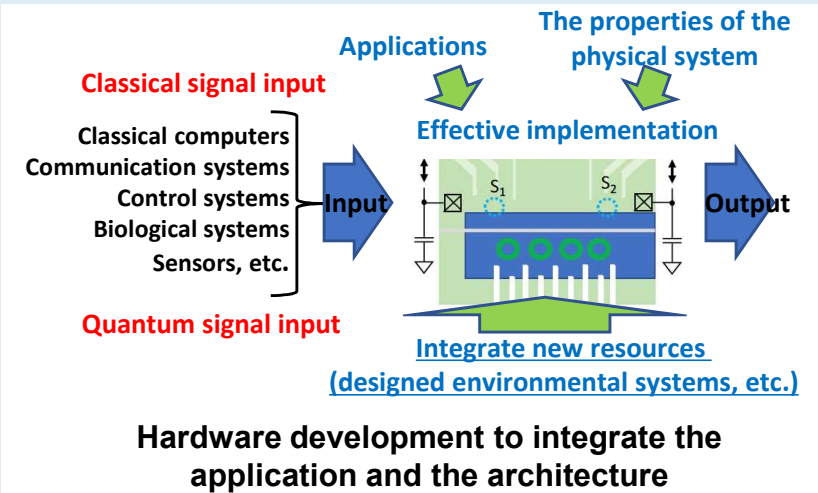 Applications
The properties of the
physical system
Classical signal input
Effective implementation
Classical computers
Communication systems
Control systems
Biological systems
Sensors, etc.
Input
S1
S2
Output
Quantum signal input
Integrate new resources
(designed environmental systems, etc.)
Hardware development to integrate the
application and the architecture